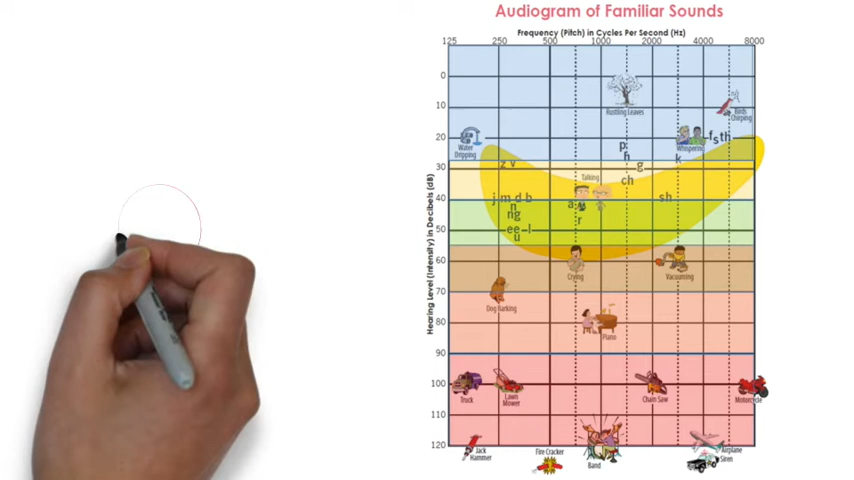 Audiogram of Familiar Sounds
Frequency (Pitch) in Cycles Per Second (Hz)
125 250 500 1000 2000 4000 8000
Hearing Level (Intensity) in Decibels (dB)
0
10
20
30
40
50
60
70
80
90
100
110
120
Rustling Leaves
Birds
Chirping
Water
Dripping
Whispering
f s th
p
h
g
k
z v
ch
Talking
j m d b
n
ng
ee l
u
a
r
sh
Crying
Vacuuming
Dog Barking
Piano
Truck
Lawn
Mower
Chain Saw
Motorcycle
Jack
Hammer
Fire Cracker
Band
Airplane
Siren